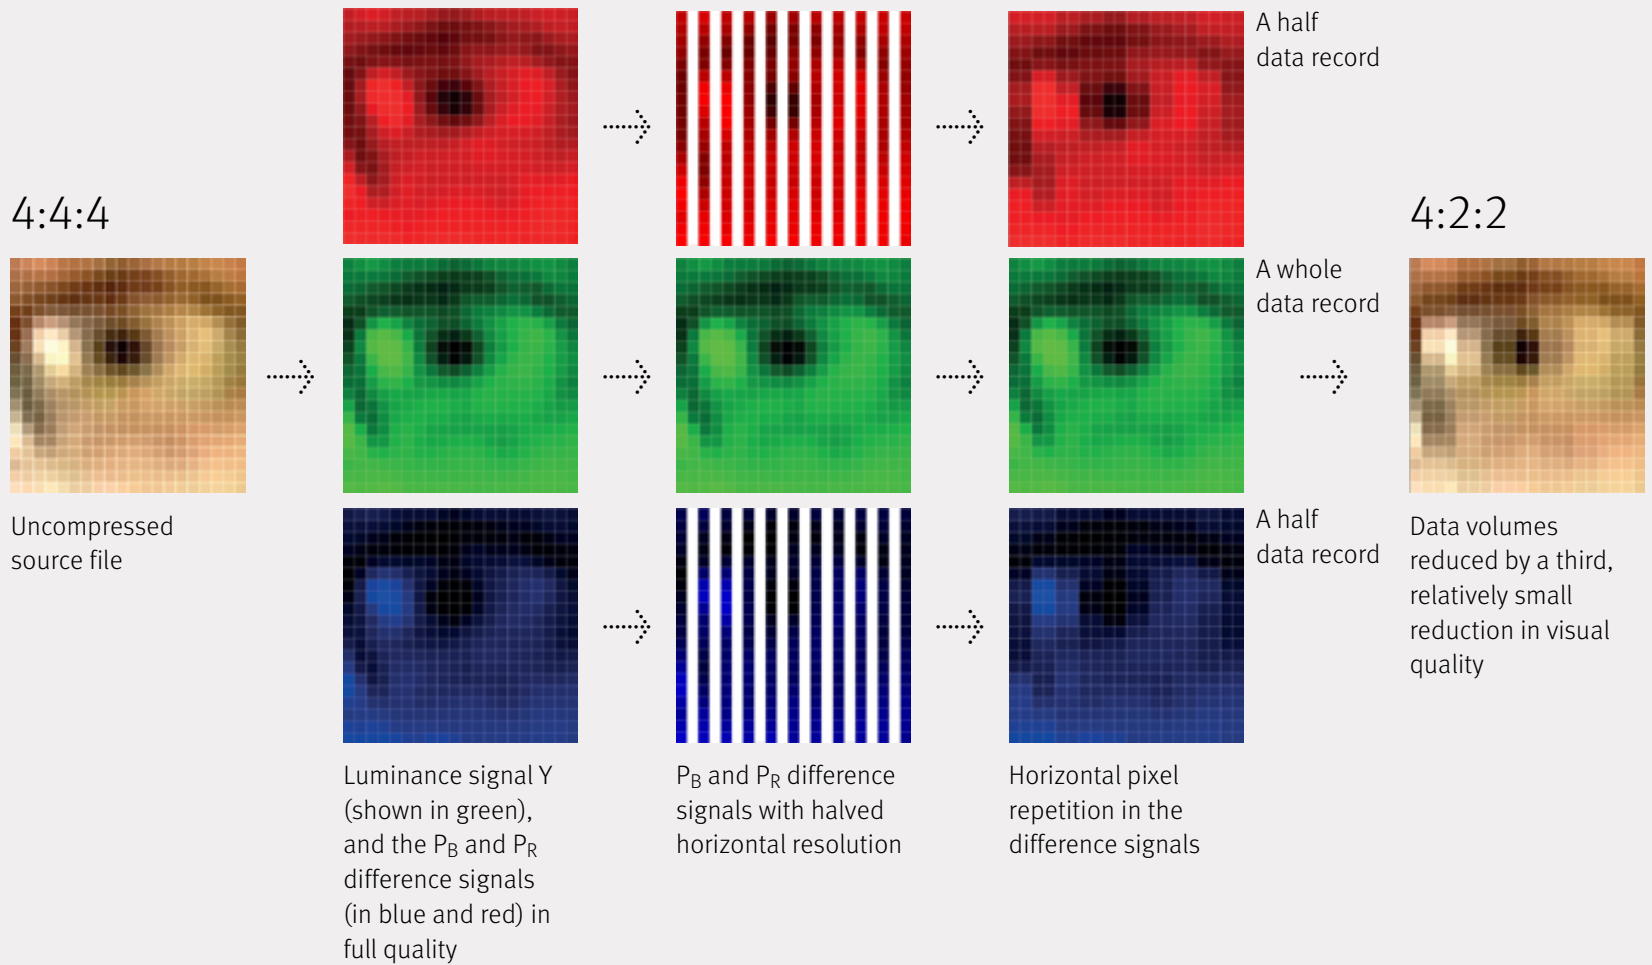 4:4:4
Uncompressed
source file
Luminance signal Y
(shown in green),
and the PB and PR
difference signals
(in blue and red) in
full quality
PB and PR difference
signals with halved
horizontal resolution
Horizontal pixel
repetition in the
difference signals
A half
data record
A whole
data record
A half
data record
4:2:2
Data volumes
reduced by a third,
relatively small
reduction in visual
quality